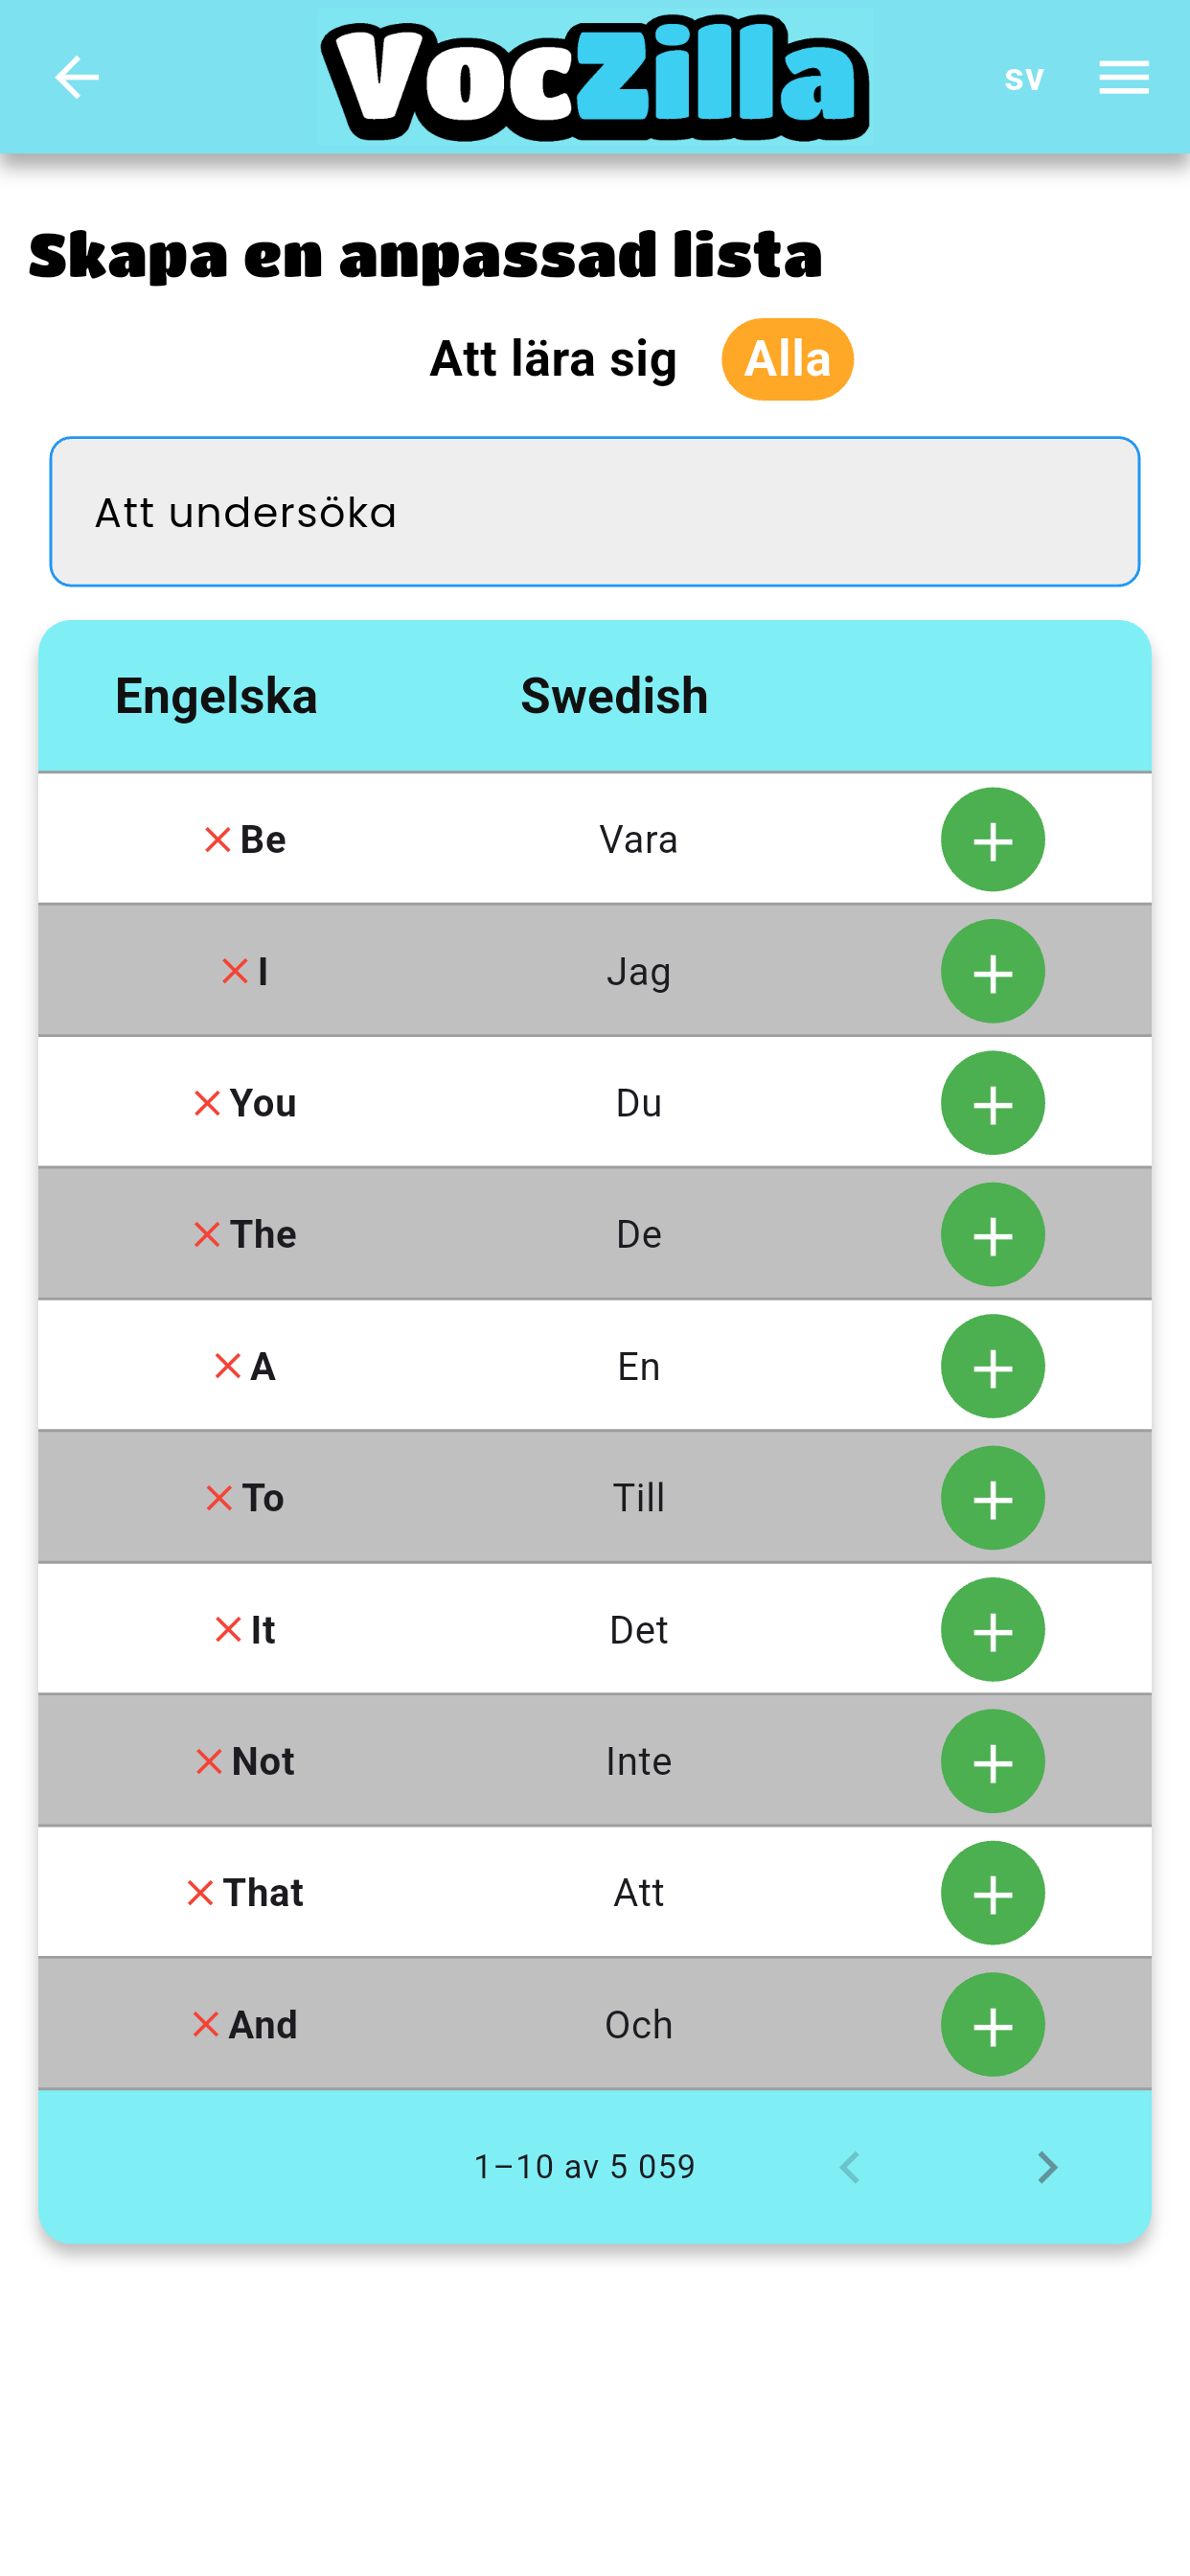 VocZilla
sv
Skapa en anpassad lista
Att lära sig Alla
Att undersöka
Engelska Swedish
Be Vara
I Jag
You Du
The De
A En
To Till
It Det
Not Inte
That Att
And Och
1–10 av 5 059